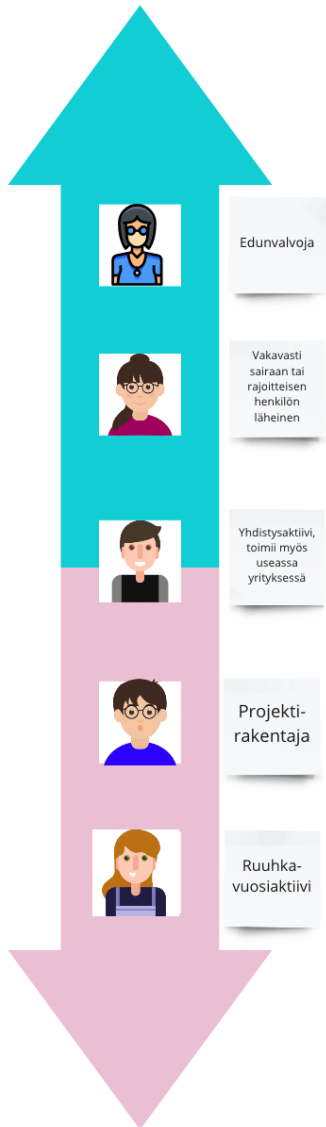 Edunvalvoja
Vakavasti
sairaan tai
rajoitteisen
henkilön
läheinen
Yhdistysaktiivi,
toimii myös
useassa
yrityksessä
Projekti-
rakentaja
Ruuhka-
vuosiaktiivi